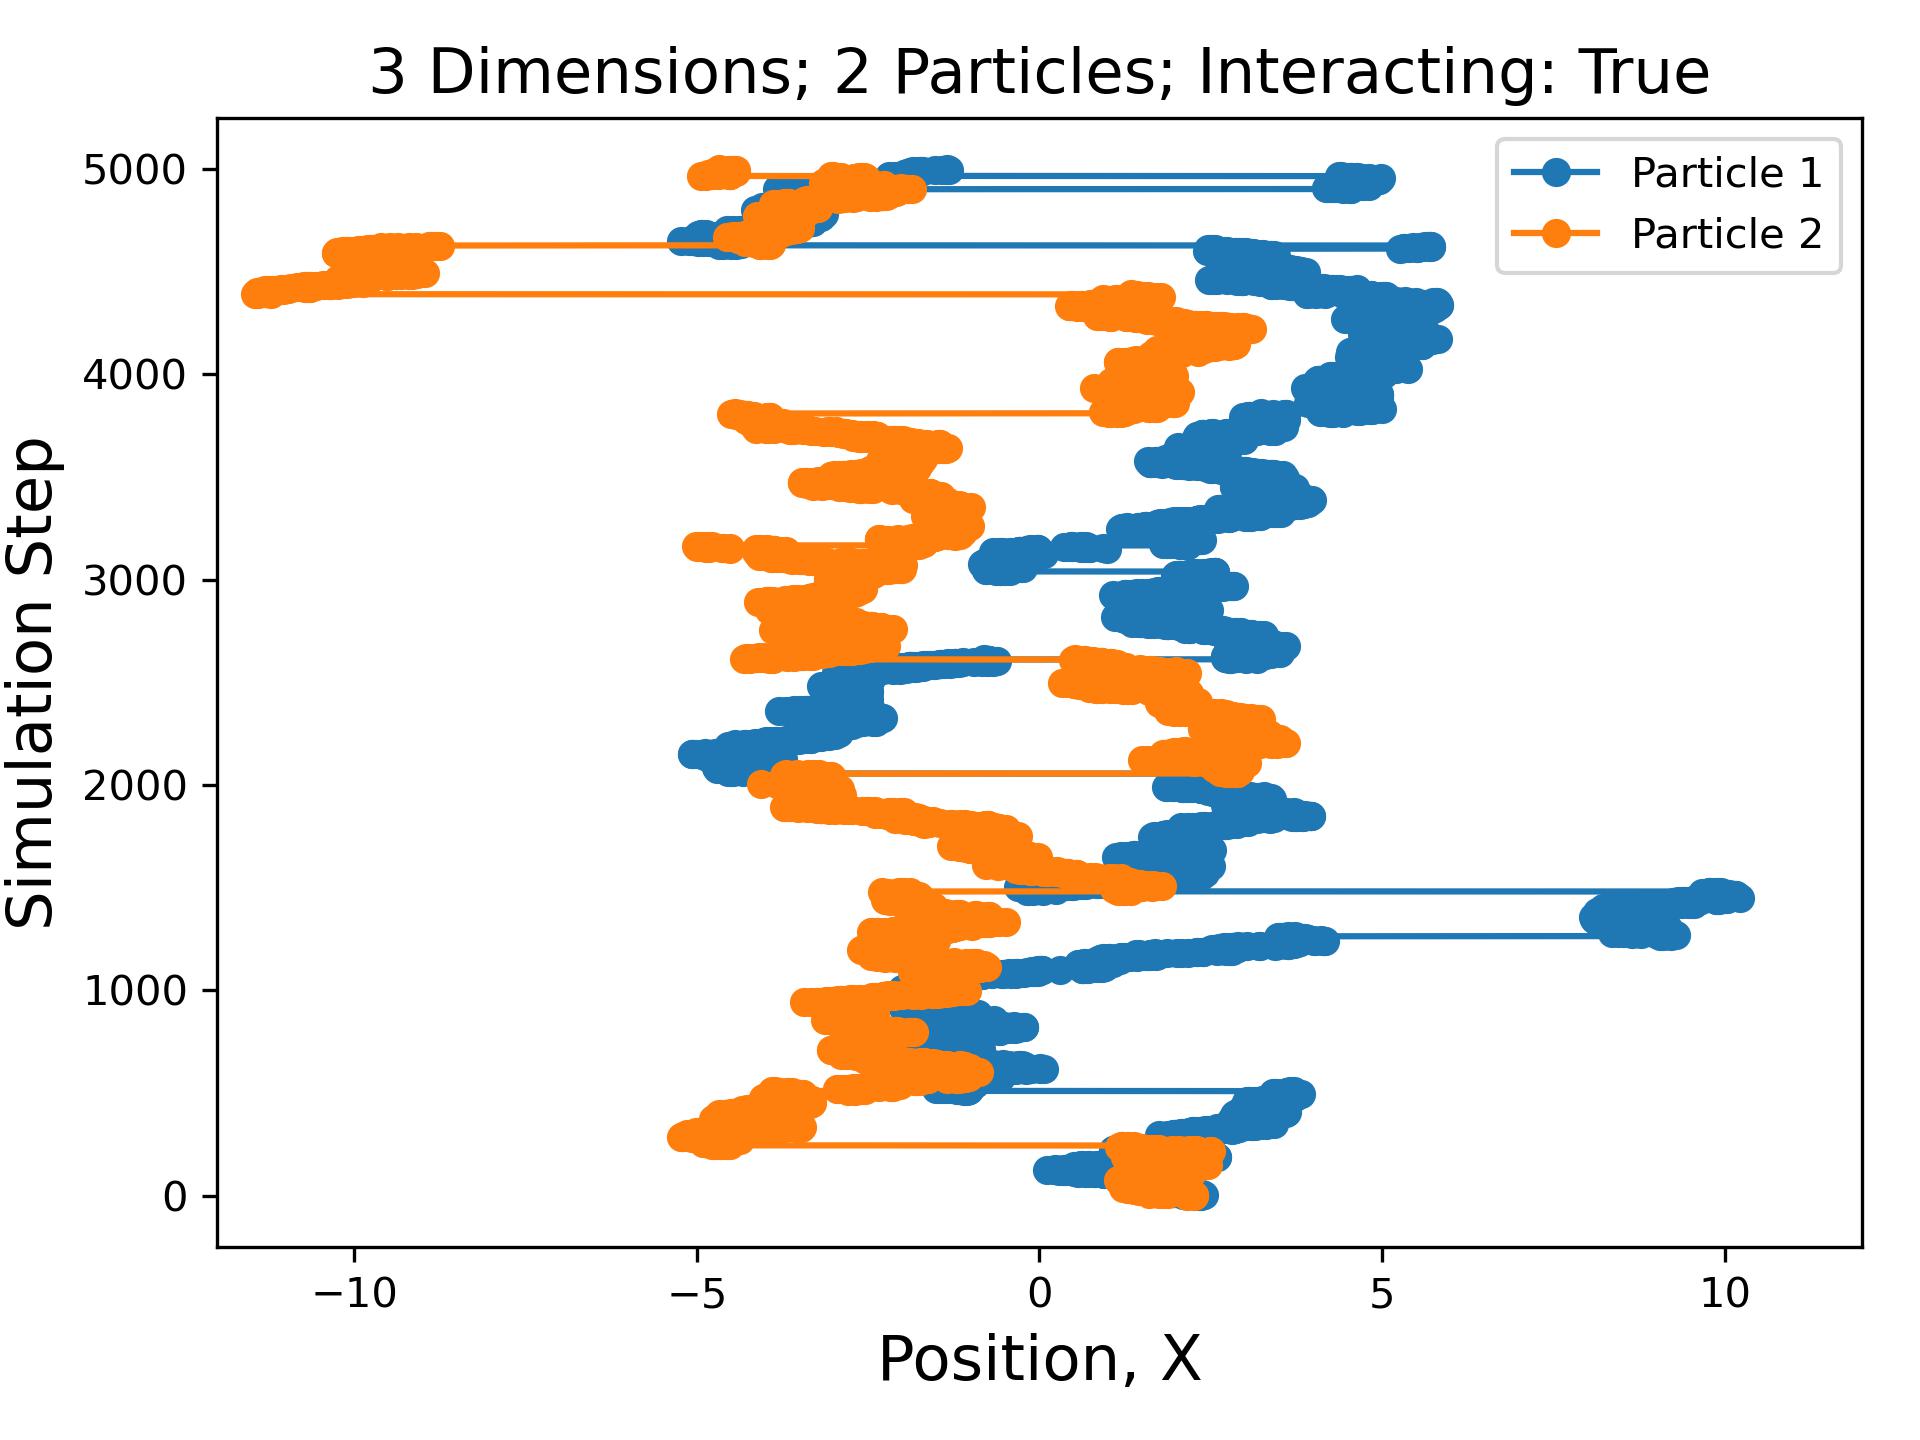 3 Dimensions; 2 Particles; Interacting: True
Particle 1
Particle 2
Simulation Step
5000
4000
3000
2000
1000
0
−10
−5
0
5
10
Position, X